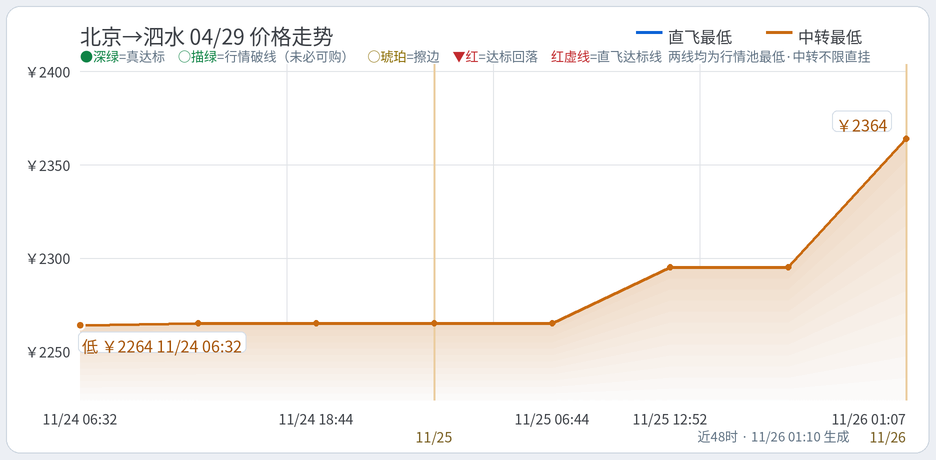 北京→泗水 04/29 价格走势
直飞最低 中转最低
●深绿=真达标 ○描绿=行情破线（未必可购） ○琥珀=擦边 ▼红=达标回落 红虚线=直飞达标线 两线均为行情池最低·中转不限直挂
￥2400
￥2364
￥2350
￥2300
￥2250
低 ￥2264 11/24 06:32
11/24 06:32 11/24 18:44 11/25 06:44 11/25 12:52 11/26 01:07
11/25 近48时 · 11/26 01:10 生成 11/26